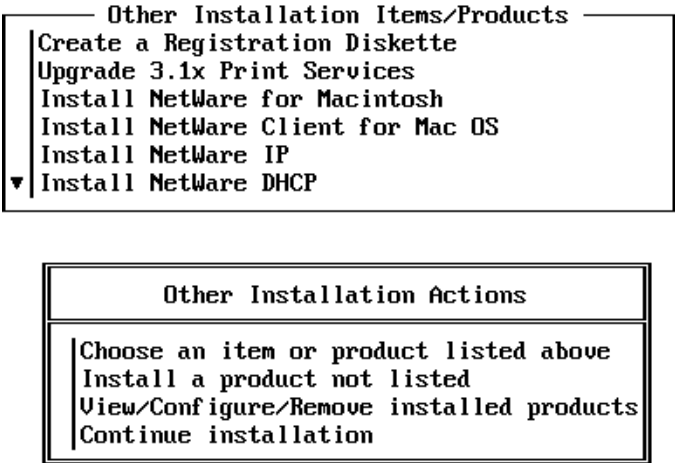 Other Installation Items/Products
Create a Registration Diskette
Upgrade 3.1x Print Services
Install NetWare for Macintosh
Install NetWare Client for Mac OS
Install NetWare IP
Install NetWare DHCP
Other Installation Actions
Choose an item or product listed above
Install a product not listed
View/Configure/Remove installed products
Continue installation